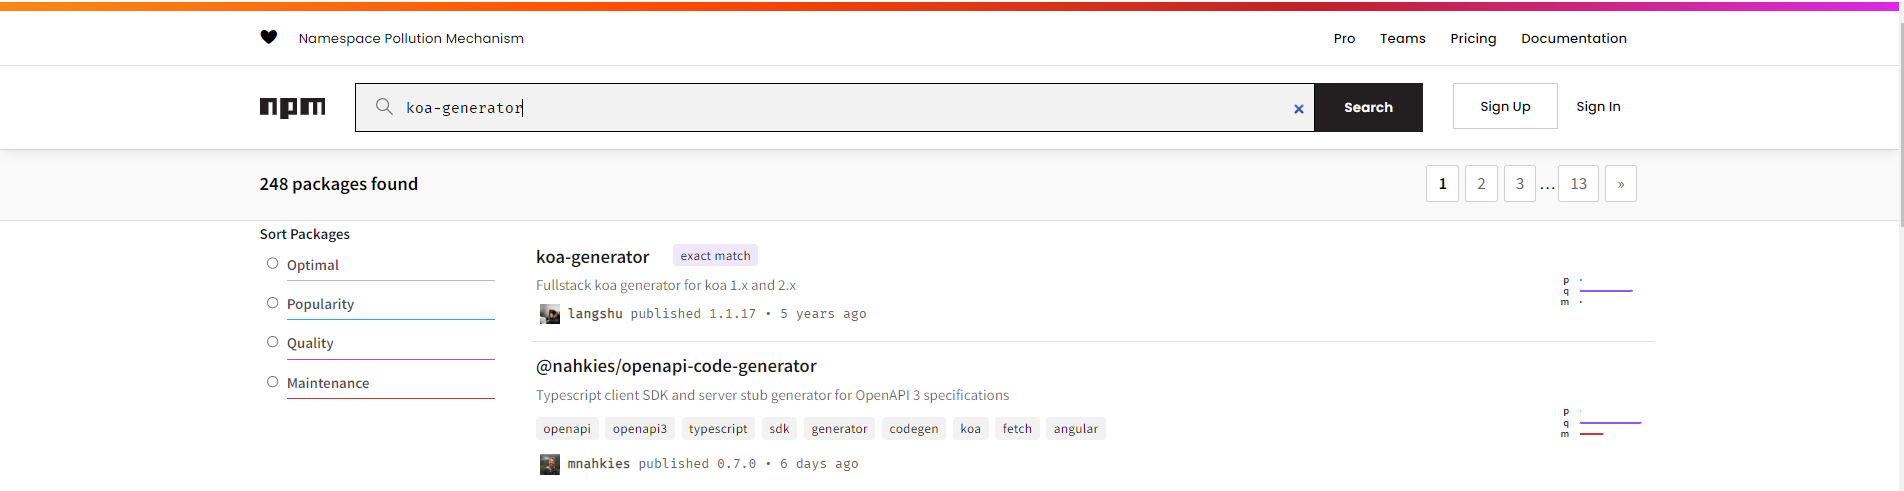 Namespace Pollution Mechanism
Pro Teams Pricing Documentation
npm
koa-generator
×
Search
Sign Up
Sign In
248 packages found
1 2 3 ... 13 »
Sort Packages
Optimal
Popularity
Quality
Maintenance
koa-generator exact match
Fullstack koa generator for koa 1.x and 2.x
langshu published 1.1.17 • 5 years ago
p
q
m
@nahkies/openapi-code-generator
Typescript client SDK and server stub generator for OpenAPI 3 specifications
openapi openapi3 typescript sdk generator codegen koa fetch angular
mnahkies published 0.7.0 • 6 days ago
p
q
m